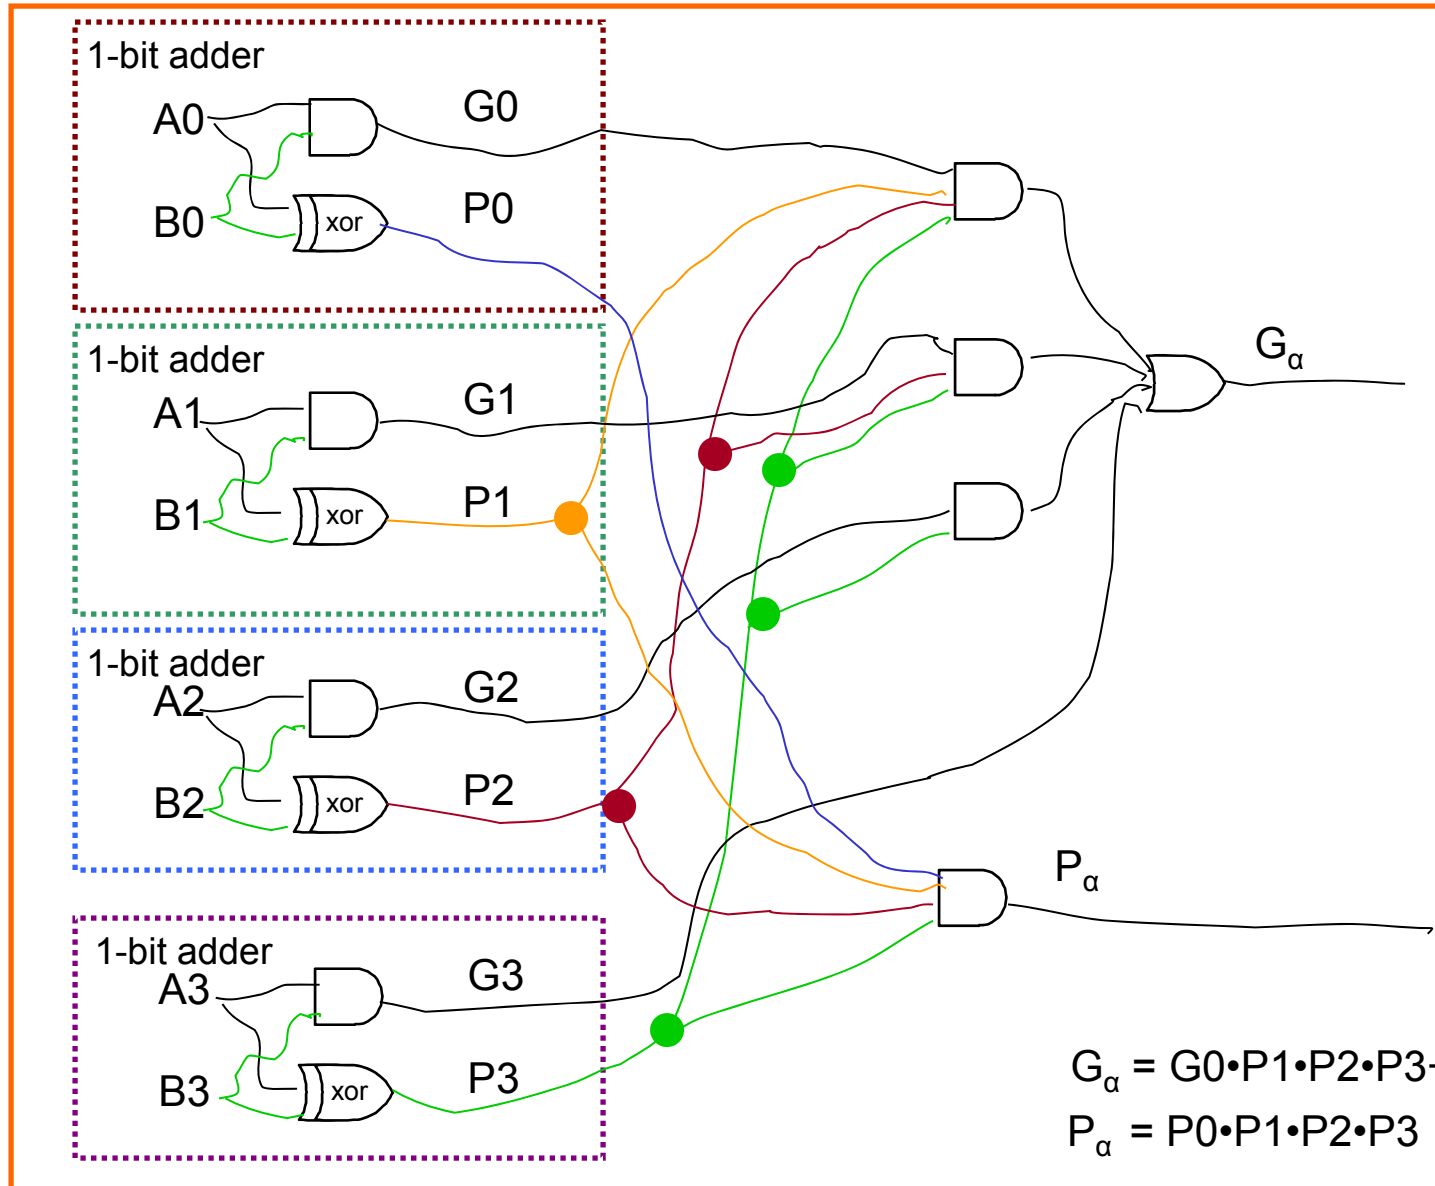 1-bit adder
A0
G0
B0
xor
P0
1-bit adder
A1
G1
B1
xor
P1
1-bit adder
A2
G2
B2
xor
P2
1-bit adder
A3
G3
B3
xor
P3
Gα
Pα
Gα = G0•P1•P2•P3+
Pα = P0•P1•P2•P3